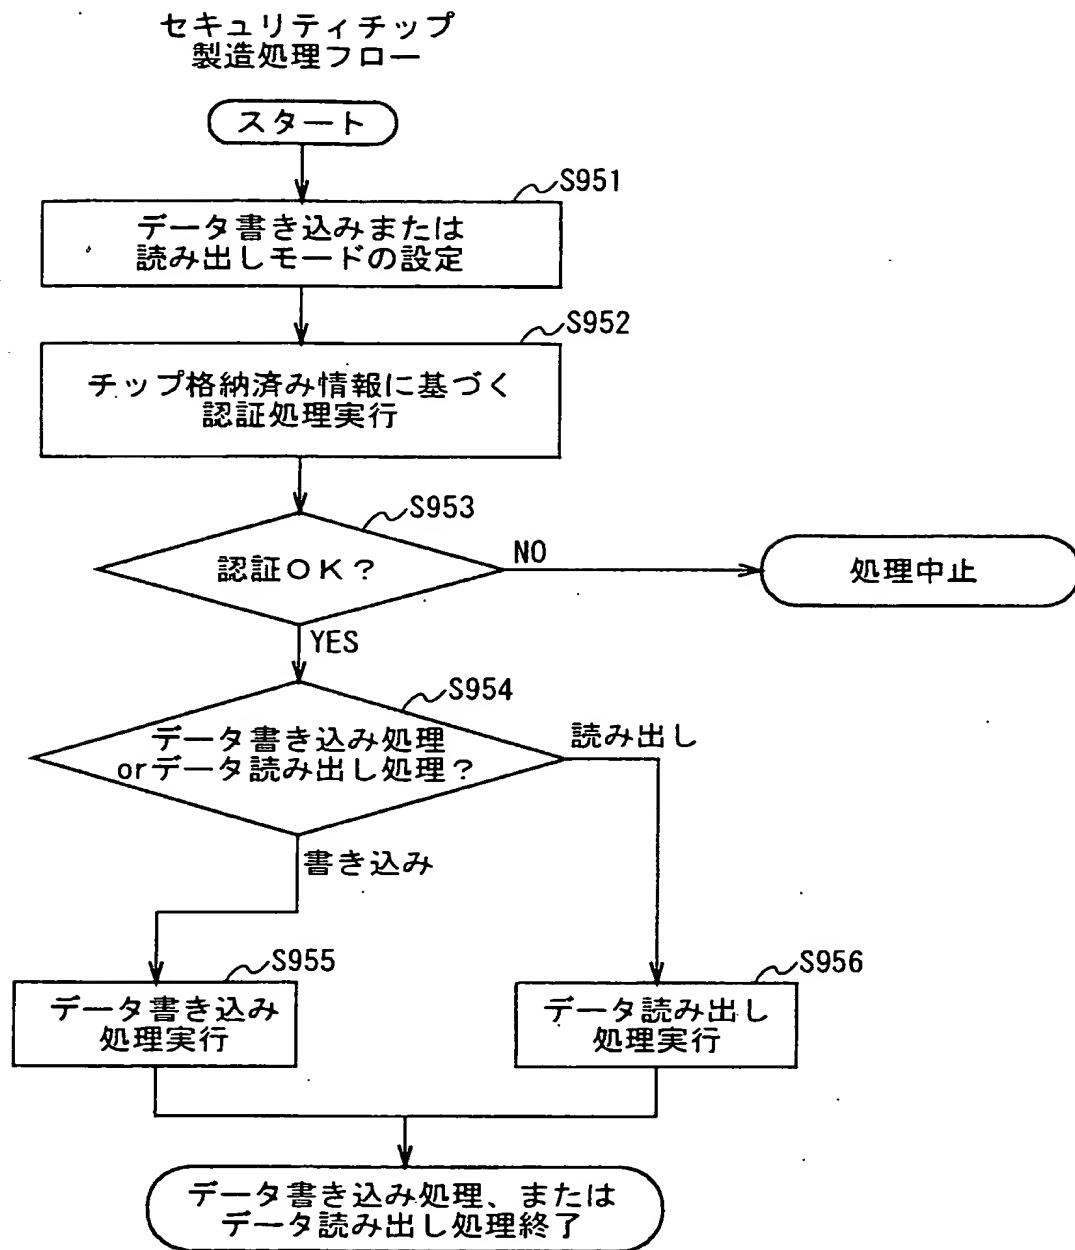 セキュリティチップ
製造処理フロー
スタート
S951
データ書き込みまたは
読み出しモードの設定
S952
チップ格納済み情報に基づく
認証処理実行
S953
認証OK?
NO
処理中止
YES
S954
データ書き込み処理
orデータ読み出し処理?
読み出し
書き込み
S955
データ書き込み
処理実行
S956
データ読み出し
処理実行
データ書き込み処理、または
データ読み出し処理終了